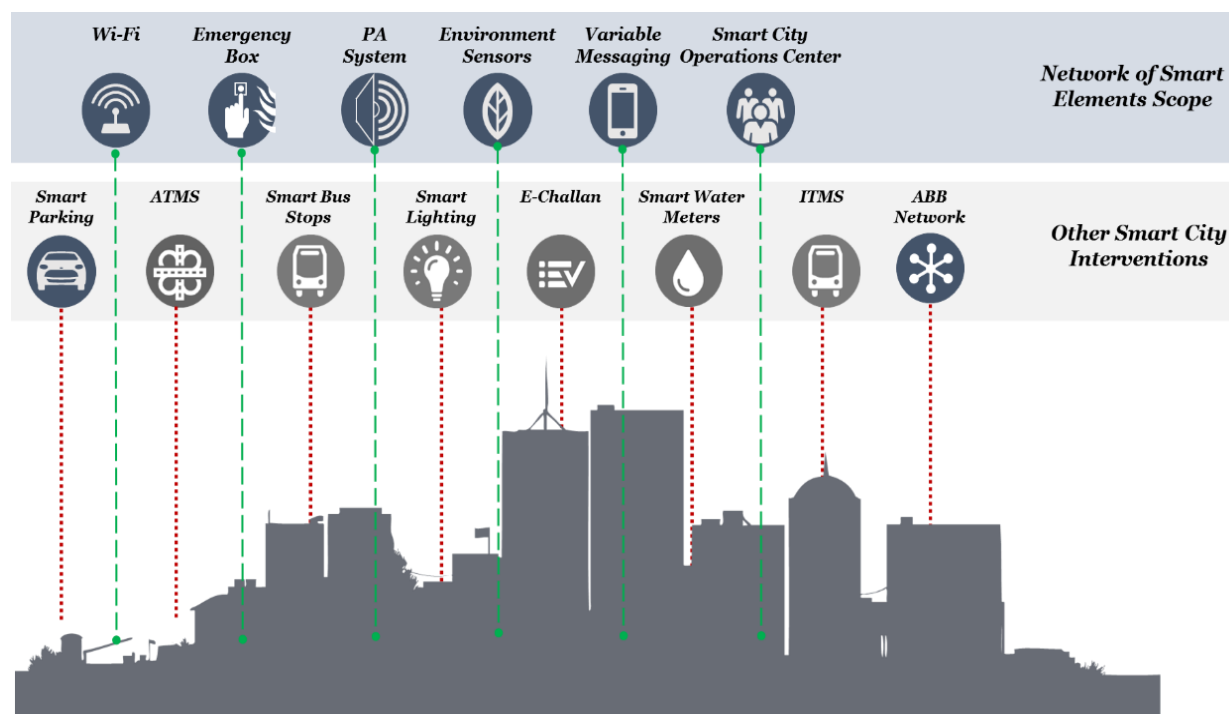 Wi-Fi
Emergency
Box
PA
System
Environment
Sensors
Variable
Messaging
Smart City
Operations Center
Network of Smart
Elements Scope
Smart
Parking
ATMS
Smart Bus
Stops
Smart
Lighting
E-Challan
Smart Water
Meters
ITMS
ABB
Network
Other Smart City
Interventions